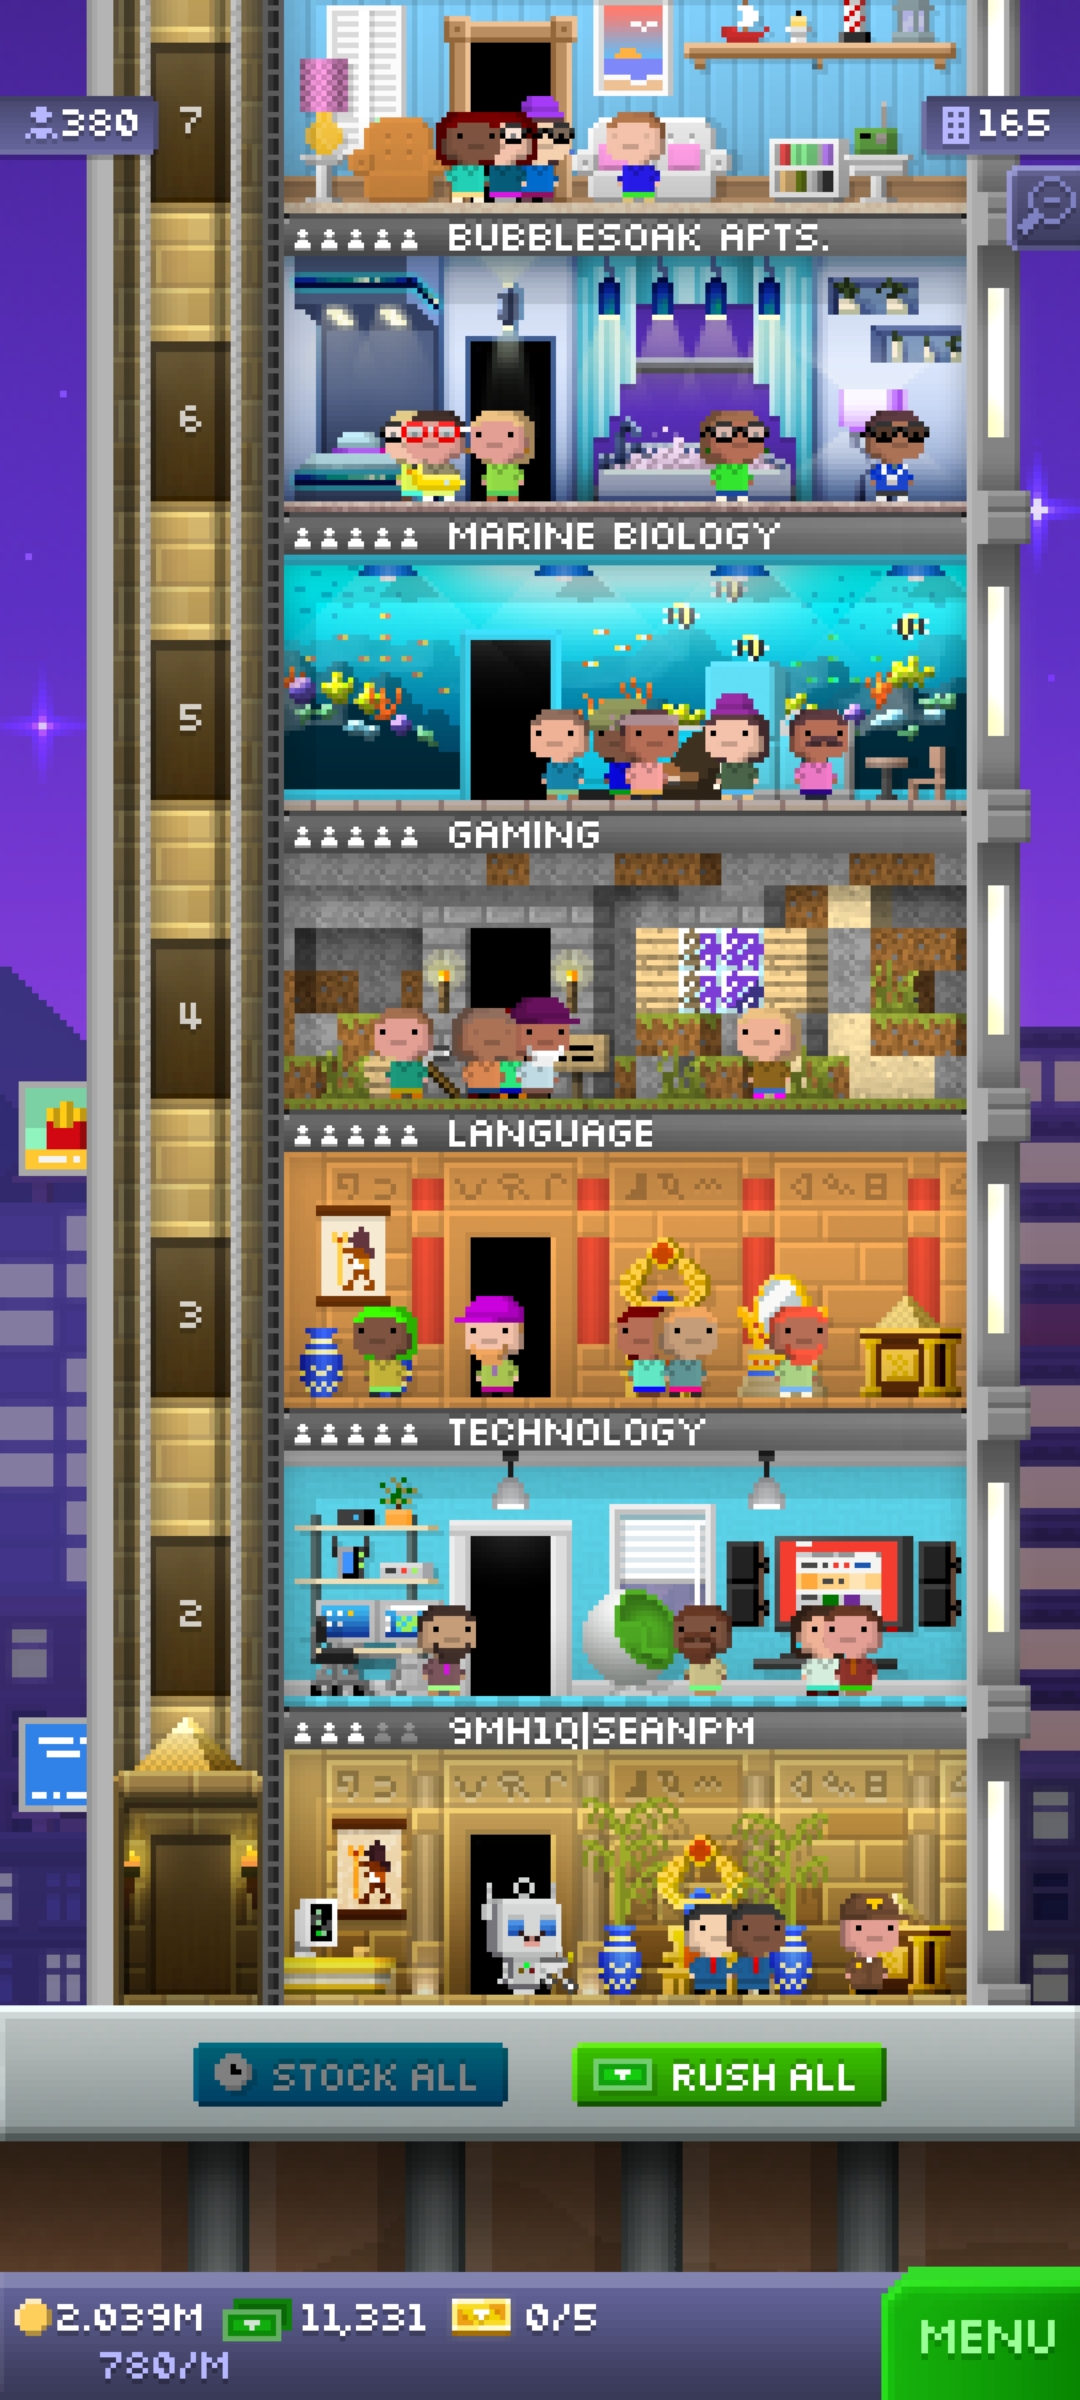 7
380
165
BUBBLESOAK APTS.
6
MARINE BIOLOGY
5
GAMING
4
LANGUAGE
3
TECHNOLOGY
2
9MH1Q|SEANPM
STOCK ALL
RUSH ALL
2.039M
11,331
0/5
780/M
MENU